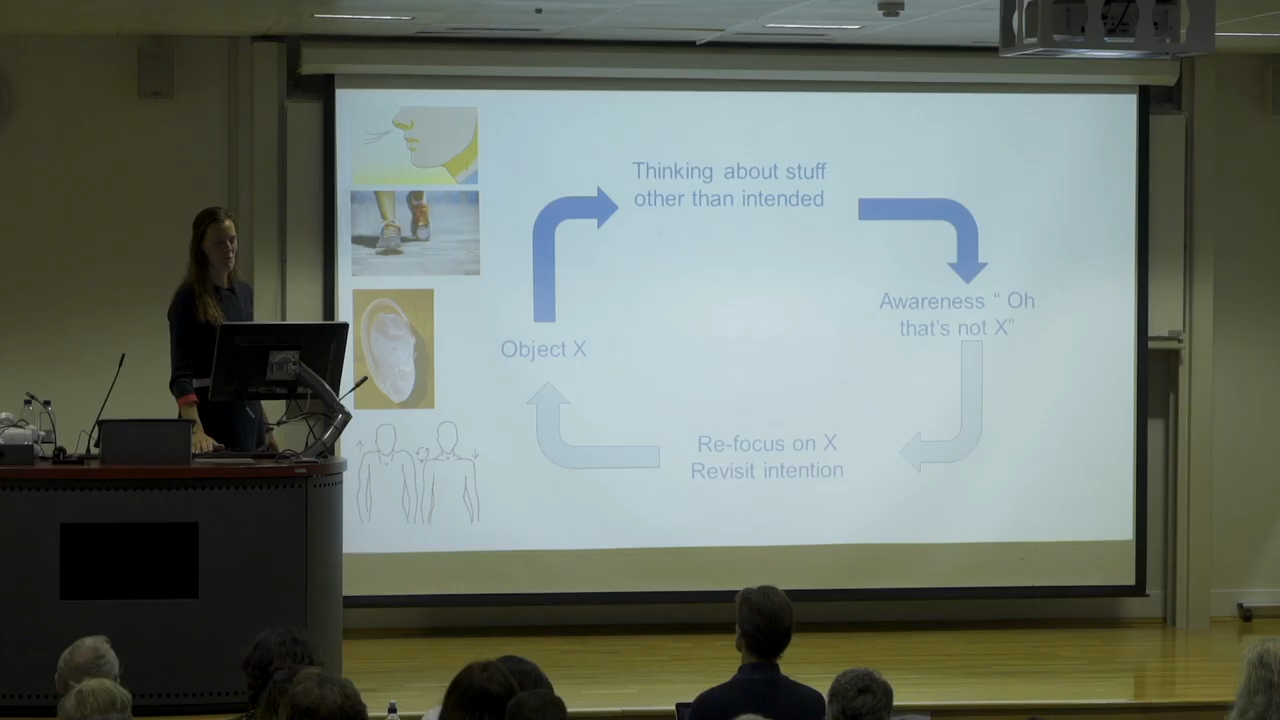 Thinking about stuff
other than intended
Awareness “ Oh
that’s not X”
Object X
Re-focus on X
Revisit intention